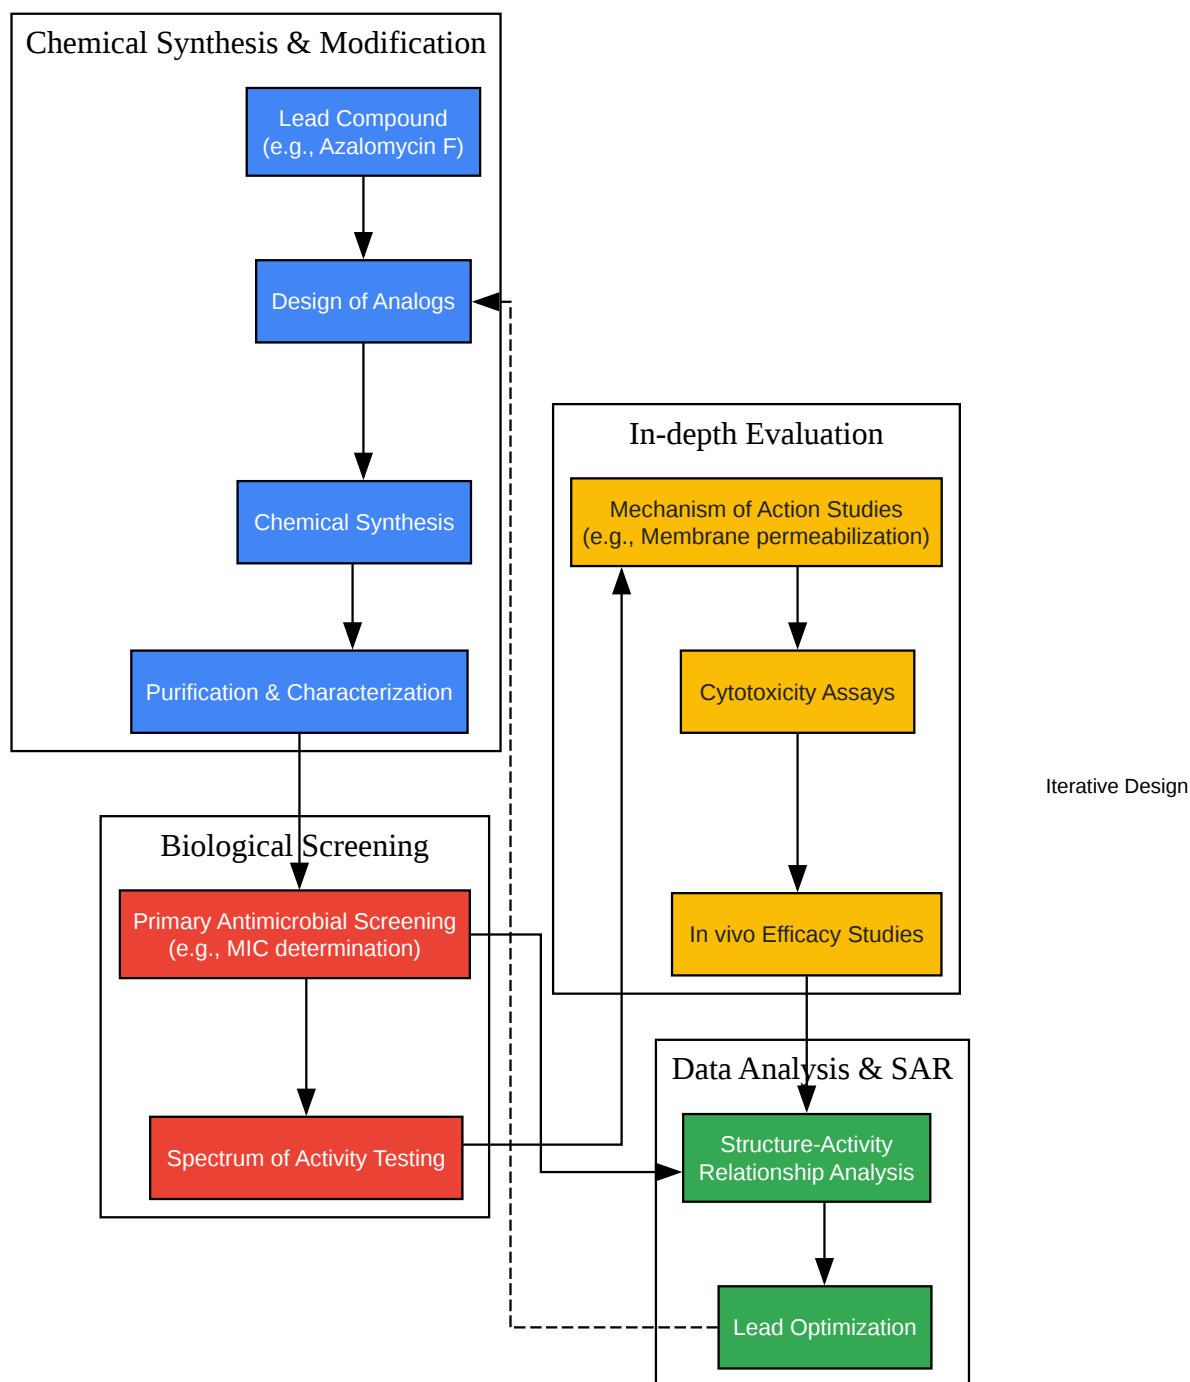 Chemical Synthesis & Modification
Lead Compound
(e.g., Azalomycin F)
Design of Analogs
Chemical Synthesis
Purification & Characterization
Biological Screening
Primary Antimicrobial Screening
(e.g., MIC determination)
Spectrum of Activity Testing
In-depth Evaluation
Mechanism of Action Studies
(e.g., Membrane permeabilization)
Cytotoxicity Assays
In vivo Efficacy Studies
Data Analysis & SAR
Structure-Activity
Relationship Analysis
Lead Optimization
Iterative Design